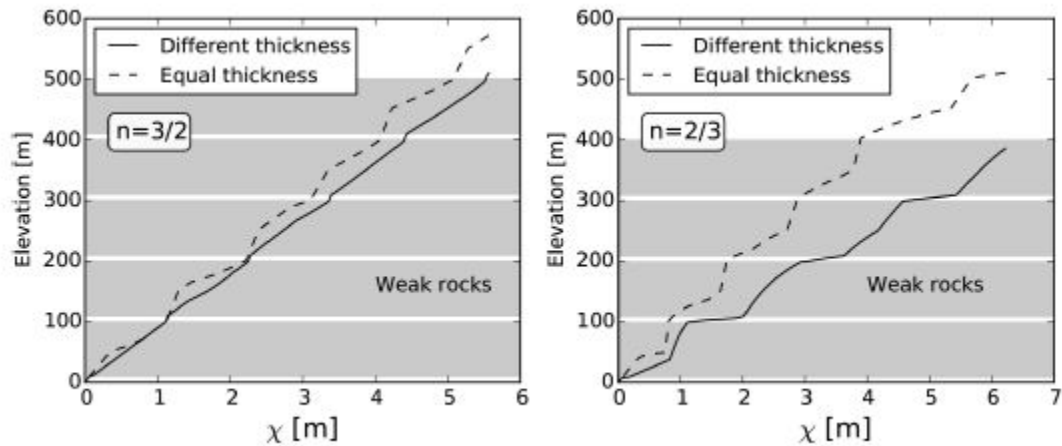 600
500
400
300
200
100
0
Elevation [m]
Different thickness
Equal thickness
n=3/2
Weak rocks
0 1 2 3 4 5 6
χ [m]
600
500
400
300
200
100
0
Elevation [m]
Different thickness
Equal thickness
n=2/3
Weak rocks
0 1 2 3 4 5 6 7
χ [m]